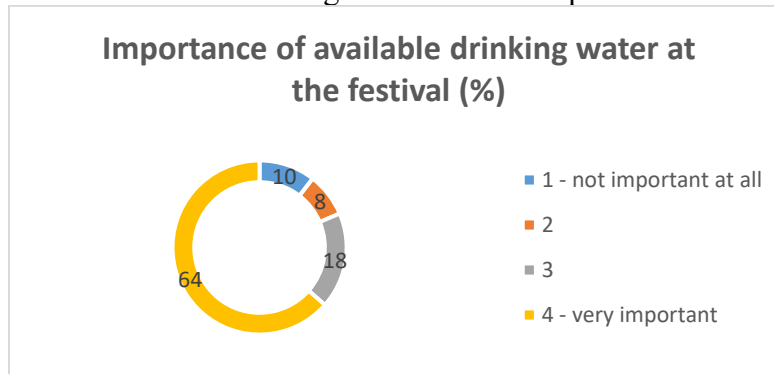 Importance of available drinking water at
the festival (%)
10
8
18
64
1 - not important at all
2
3
4 - very important